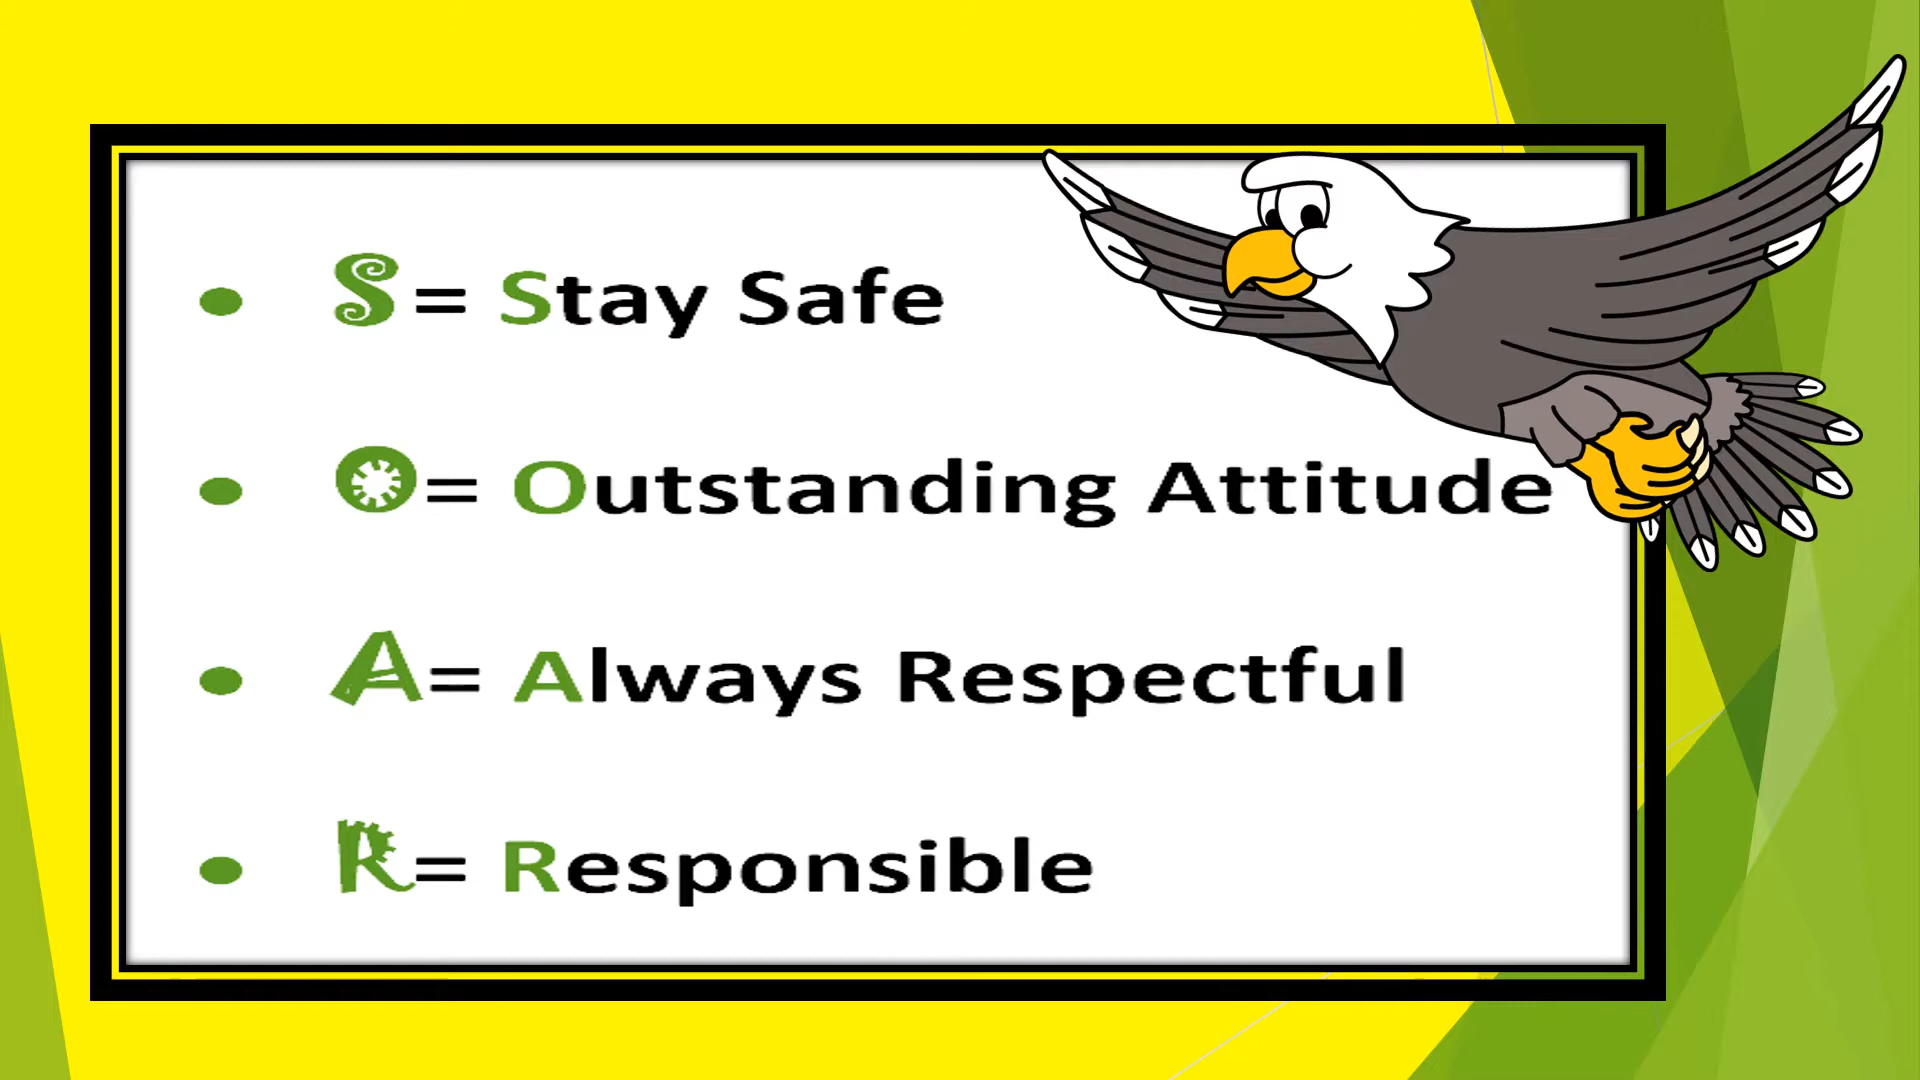 • S= Stay Safe
• O= Outstanding Attitude
• A= Always Respectful
• R= Responsible